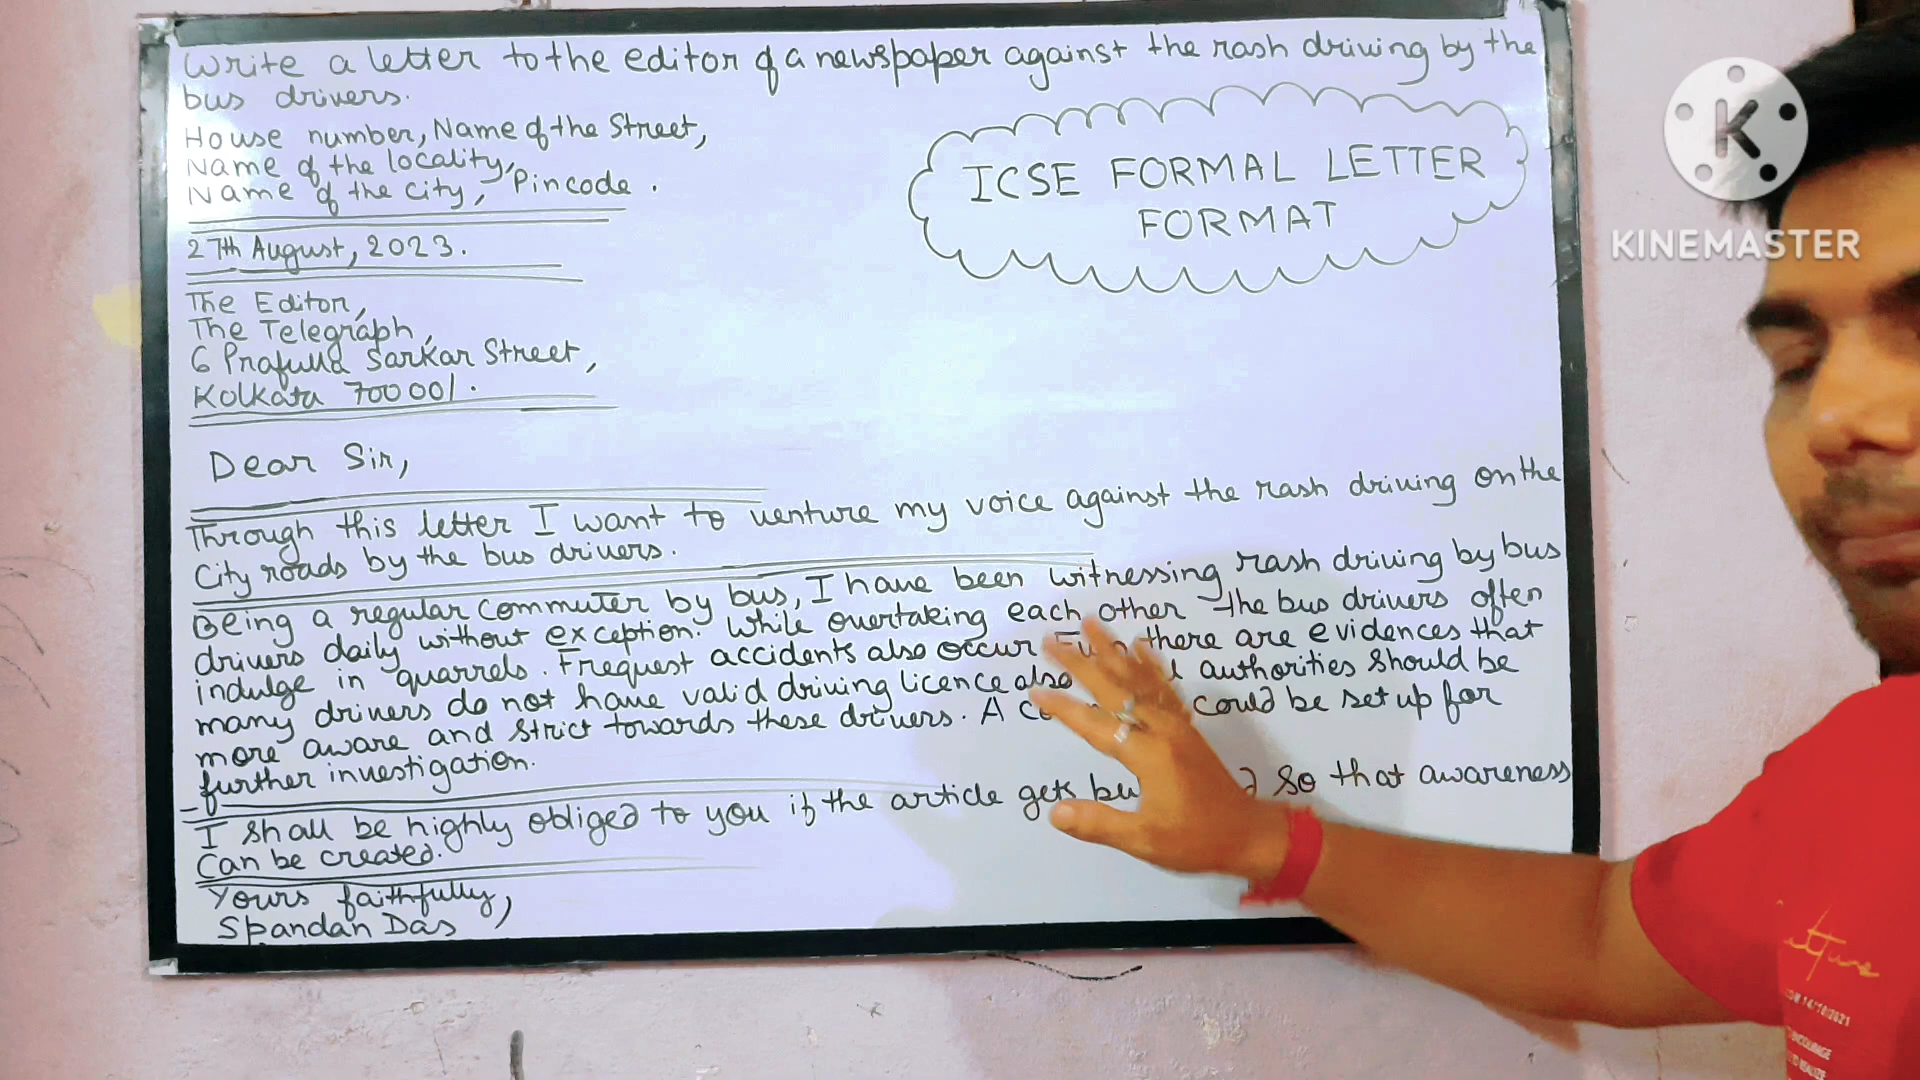 Write a letter to the editor of a newspaper against the rash driving by the
bus drivers.
House number, Name of the Street,
Name of the locality,
Name of the City, Pincode.
27th August, 2023.
The Editor,
The Telegraph,
6 Prafulla Sarkar Street,
Kolkata 700001.
ICSE FORMAL LETTER
FORMAT
Dear Sir,
Through this letter I want to venture my voice against the rash driving on the
City roads by the bus drivers.
Being a regular commuter by bus, I have been witnessing rash driving by bus
drivers daily without exception. While overtaking each other the bus drivers often
indulge in quarrels. Frequest accidents also occur there are evidences that
many drivers do not have valid driving licence also authorities should be
more aware and strict towards these drivers. A could be set up for
further investigation.
I shall be highly obliged to you if the article gets so that awareness
Can be created.
Yours faithfully,
Spandan Das
K
KINEMASTER